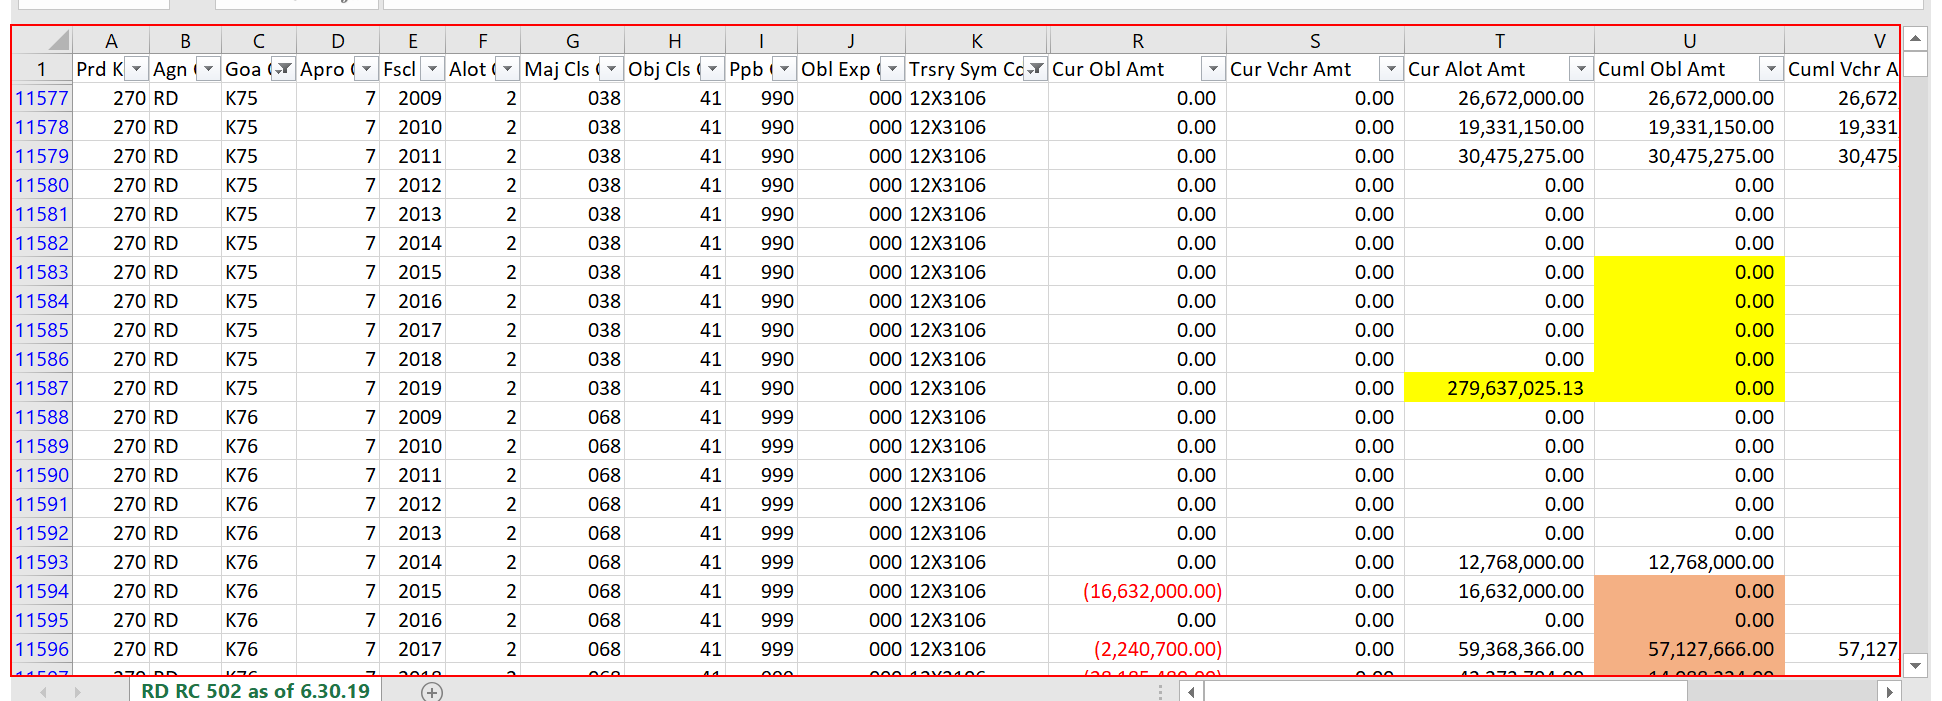 A B C D E F G H I J K R S T U V
1 Prd K Agn Goa Apro Fscl Alot Maj Cls Obj Cls Ppb Obl Exp Trsry Sym Cd Cur Obl Amt Cur Vchr Amt Cur Alot Amt Cuml Obl Amt Cuml Vchr A
11577 270 RD K75 7 2009 2 038 41 990 000 12X3106 0.00 0.00 26,672,000.00 26,672,000.00 26,672
11578 270 RD K75 7 2010 2 038 41 990 000 12X3106 0.00 0.00 19,331,150.00 19,331,150.00 19,331
11579 270 RD K75 7 2011 2 038 41 990 000 12X3106 0.00 0.00 30,475,275.00 30,475,275.00 30,475
11580 270 RD K75 7 2012 2 038 41 990 000 12X3106 0.00 0.00 0.00 0.00
11581 270 RD K75 7 2013 2 038 41 990 000 12X3106 0.00 0.00 0.00 0.00
11582 270 RD K75 7 2014 2 038 41 990 000 12X3106 0.00 0.00 0.00 0.00
11583 270 RD K75 7 2015 2 038 41 990 000 12X3106 0.00 0.00 0.00 0.00
11584 270 RD K75 7 2016 2 038 41 990 000 12X3106 0.00 0.00 0.00 0.00
11585 270 RD K75 7 2017 2 038 41 990 000 12X3106 0.00 0.00 0.00 0.00
11586 270 RD K75 7 2018 2 038 41 990 000 12X3106 0.00 0.00 0.00 0.00
11587 270 RD K75 7 2019 2 038 41 990 000 12X3106 0.00 0.00 279,637,025.13 0.00
11588 270 RD K76 7 2009 2 068 41 999 000 12X3106 0.00 0.00 0.00 0.00
11589 270 RD K76 7 2010 2 068 41 999 000 12X3106 0.00 0.00 0.00 0.00
11590 270 RD K76 7 2011 2 068 41 999 000 12X3106 0.00 0.00 0.00 0.00
11591 270 RD K76 7 2012 2 068 41 999 000 12X3106 0.00 0.00 0.00 0.00
11592 270 RD K76 7 2013 2 068 41 999 000 12X3106 0.00 0.00 0.00 0.00
11593 270 RD K76 7 2014 2 068 41 999 000 12X3106 0.00 0.00 12,768,000.00 12,768,000.00
11594 270 RD K76 7 2015 2 068 41 999 000 12X3106 (16,632,000.00) 0.00 16,632,000.00 0.00
11595 270 RD K76 7 2016 2 068 41 999 000 12X3106 0.00 0.00 0.00 0.00
11596 270 RD K76 7 2017 2 068 41 999 000 12X3106 (2,240,700.00) 0.00 59,368,366.00 57,127,666.00 57,127
RD RC 502 as of 6.30.19